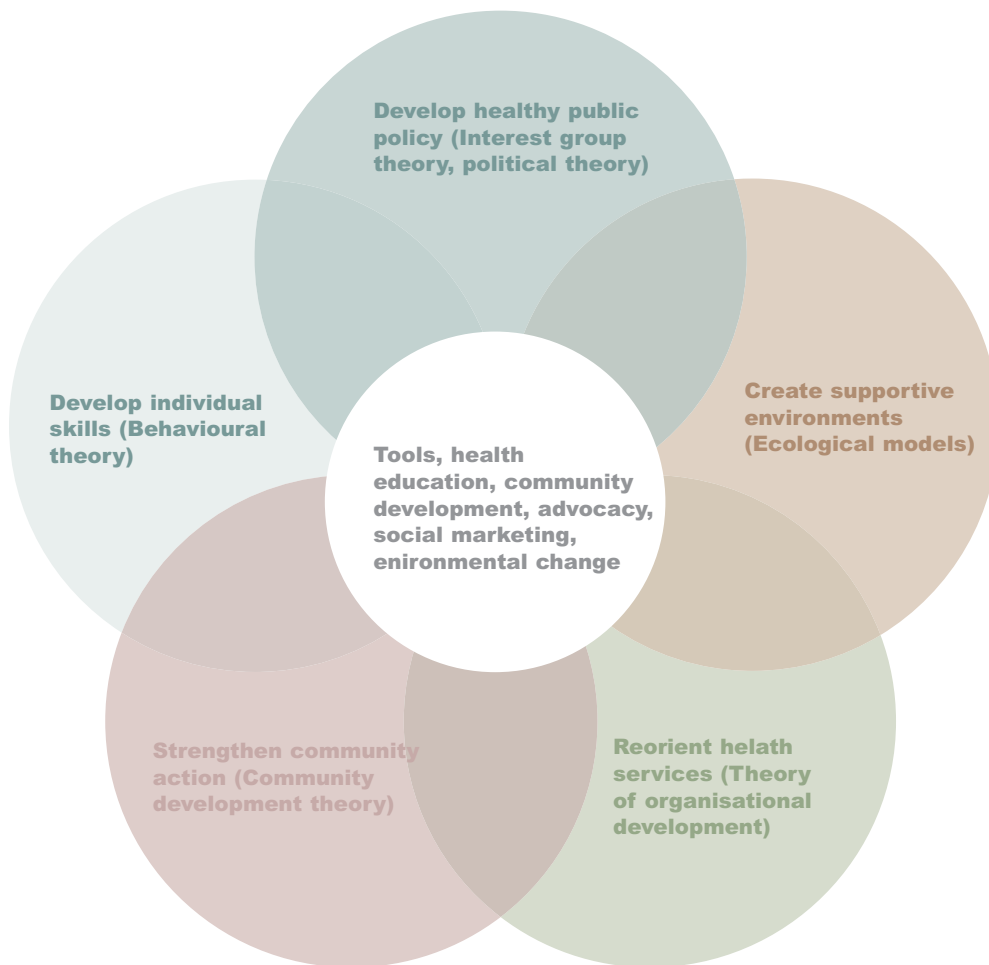 Develop healthy public
policy (Interest group
theory, political theory)
Develop individual
skills (Behavioural
theory)
Create supportive
environments
(Ecological models)
Tools, health
education, community
development, advocacy,
social marketing,
enironmental change
Strengthen community
action (Community
development theory)
Reorient helath
services (Theory
of organisational
development)